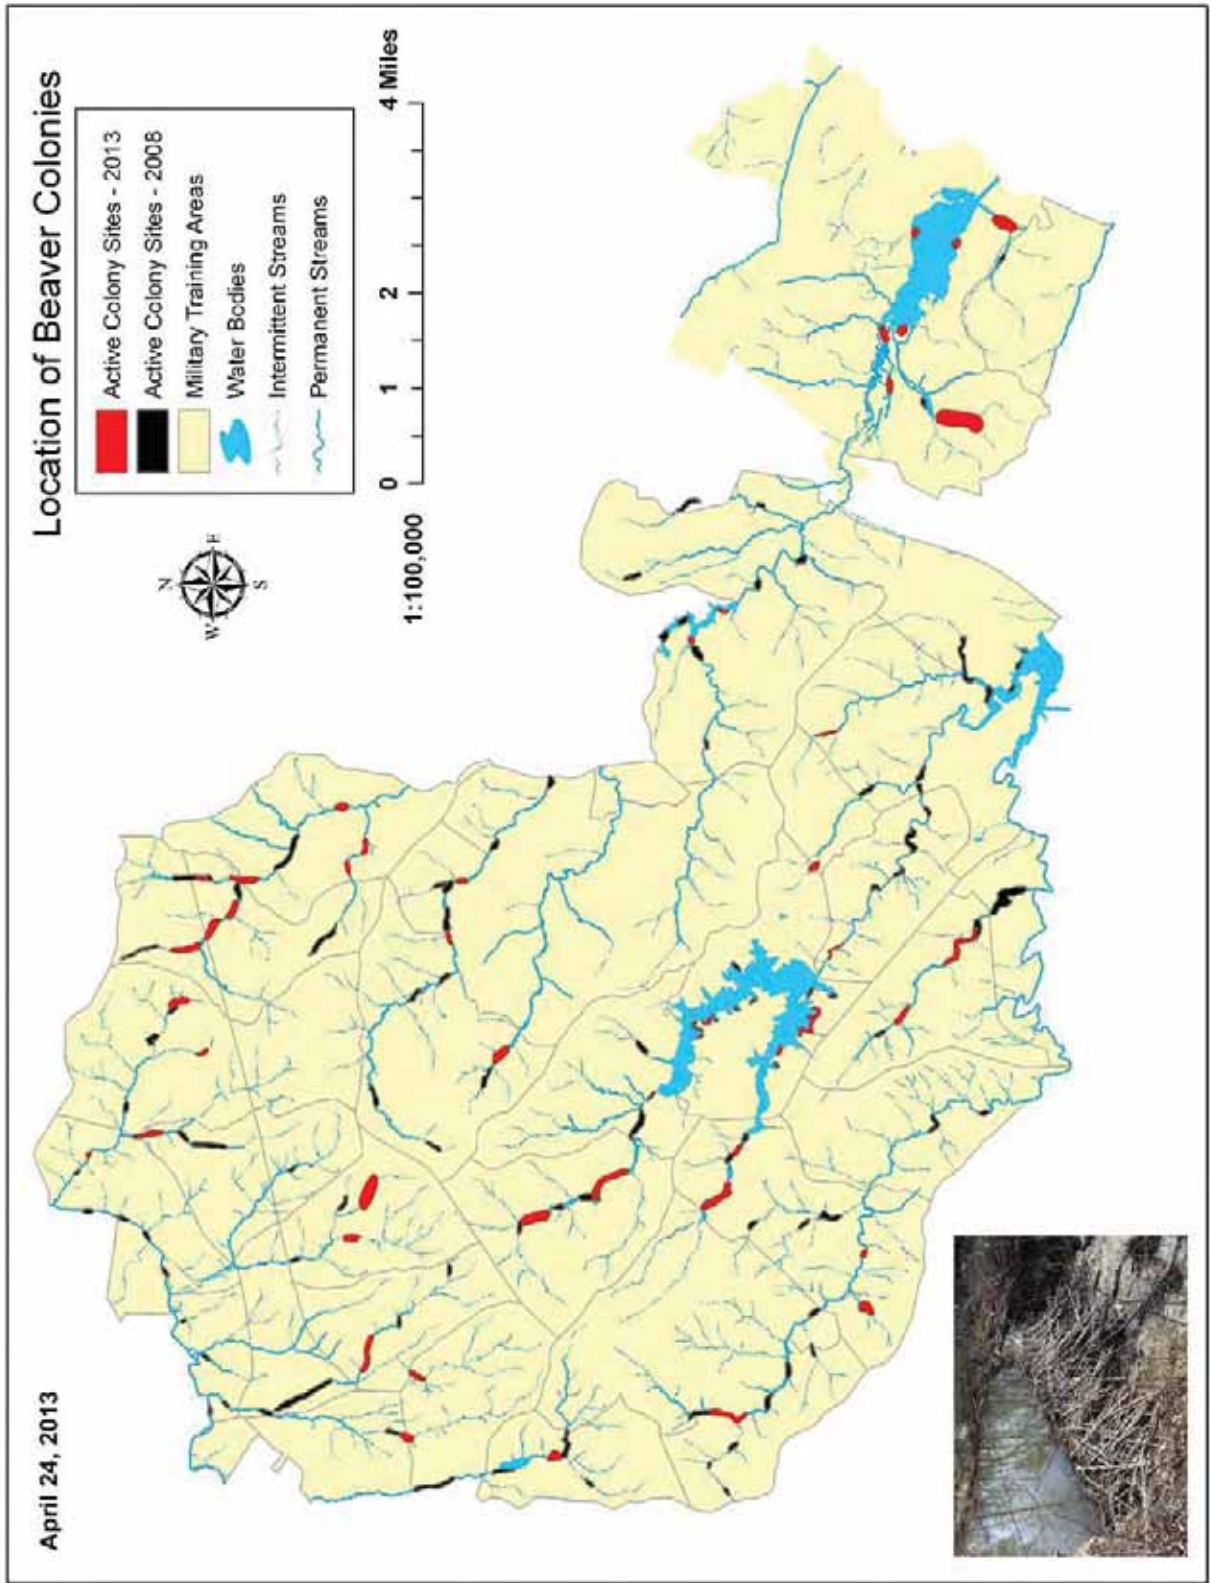 Location of Beaver Colonies
Active Colony Sites - 2013
Active Colony Sites - 2008
Military Training Areas
Water Bodies
Intermittent Streams
Permanent Streams
N
W
E
S
1:100,000
0
1
2
4 Miles
April 24, 2013